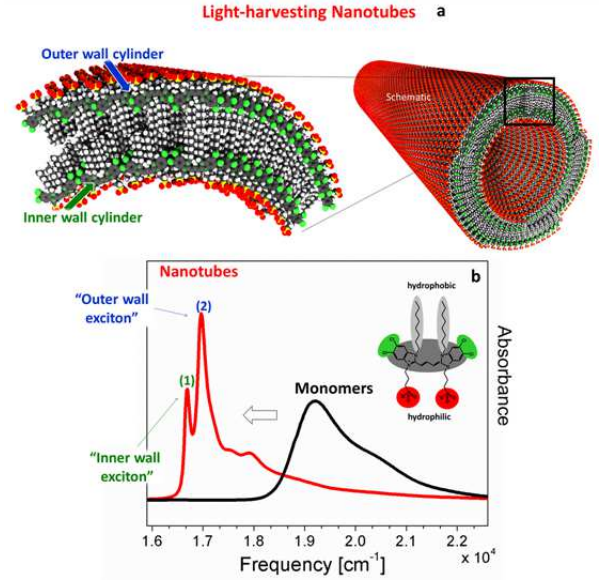 Light-harvesting Nanotubes a
Outer wall cylinder
Schematic
Inner wall cylinder
b
Nanotubes
"Outer wall
exciton"
(2)
(1)
"Inner wall
exciton"
Monomers
hydrophobic
hydrophilic
Absorbance
1.6 1.7 1.8 1.9 2.0 2.1 2.2
x 10⁴
Frequency [cm⁻¹]